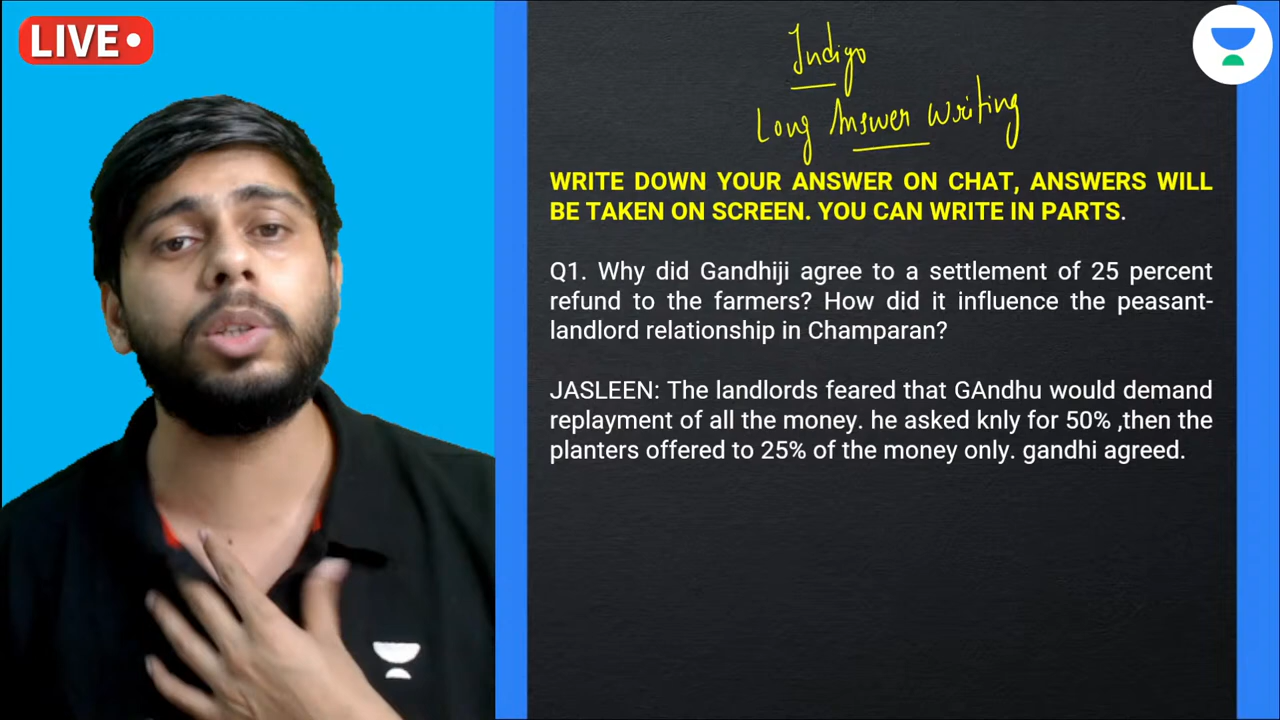 LIVE
Indigo
Long Answer Writing
WRITE DOWN YOUR ANSWER ON CHAT, ANSWERS WILL
BE TAKEN ON SCREEN. YOU CAN WRITE IN PARTS.
Q1. Why did Gandhiji agree to a settlement of 25 percent
refund to the farmers? How did it influence the peasant-
landlord relationship in Champaran?
JASLEEN: The landlords feared that GAndhu would demand
replayment of all the money. he asked knly for 50% ,then the
planters offered to 25% of the money only. gandhi agreed.